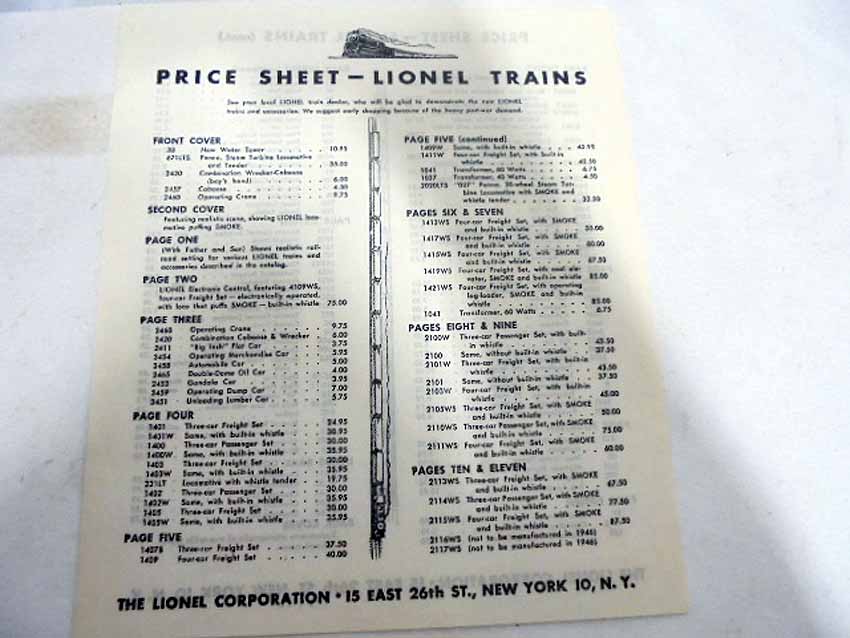 PRICE SHEET — LIONEL TRAINS
See your local LIONEL train dealer, who will be glad to demonstrate the new LIONEL
trains and accessories. We suggest early shopping because of the heavy post-war demand.
FRONT COVER
38 New Water Tower . . . . 10.95
671LTS Penna. Steam Turbine Locomotive
and Tender . . . . 35.00
2420 Combination Wrecker-Caboose
(boy's hand) . . . . 6.00
2457 Caboose . . . . 4.50
2460 Operating Crane . . . . 9.75
SECOND COVER
Featuring realistic scene, showing LIONEL loco-
motive puffing SMOKE.
PAGE ONE
(With Father and Son) Shows realistic rail-
road setting for various LIONEL trains and
accessories described in the catalog.
PAGE TWO
LIONEL Electronic Control, featuring 4109WS,
four-car Freight Set — electronically operated,
with loco that puffs SMOKE — built-in whistle 75.00
PAGE THREE
2460 Operating Crane . . . . 9.75
2420 Combination Caboose & Wrecker . 6.00
2411 "Big Inch" Flat Car . . . . 3.75
2454 Operating Merchandise Car . . . 5.95
2458 Automobile Car . . . . 5.00
2465 Double-Dome Oil Car . . . . 4.00
2452 Gondola Car . . . . 3.95
3459 Operating Dump Car . . . . 7.00
3451 Unloading Lumber Car . . . . 5.75
PAGE FOUR
1401 Three-car Freight Set . . . . 24.95
1401W Same, with built-in whistle . . . 30.95
1400 Three-car Passenger Set . . . . 30.00
1400W Same, with built-in whistle . . . 35.95
1403 Three-car Freight Set . . . . 30.00
1403W Same, with built-in whistle . . . 35.95
221LT Locomotive with whistle tender . 19.75
1402 Three-car Passenger Set . . . . 30.00
1402W Same, with built-in whistle . . . 35.95
1405 Three-car Freight Set . . . . 30.00
1405W Same, with built-in whistle . . . 35.95
PAGE FIVE
1407B Three-car Freight Set . . . . 37.50
1409 Four-car Freight Set . . . . 40.00
PAGE FIVE (continued)
1409W Same, with built-in whistle . . . 45.95
1411W Four-car Freight Set, with built-in
whistle . . . . 42.50
1041 Transformer, 60 Watts . . . . 6.75
1037 Transformer, 40 Watts . . . . 4.50
2020LTS "027" Penna. 20-wheel Steam Tur-
bine Locomotive with SMOKE and
whistle tender . . . .
PAGES SIX & SEVEN
1413WS Four-car Freight Set, with SMOKE
and built-in whistle . . . .
1417WS Four-car Freight Set, with SMOKE
and built-in whistle . . . . 60.00
1415WS Four-car Freight Set, with SMOKE
and built-in whistle . . . . 67.50
1419WS Four-car Freight Set, with coal ele-
vator, SMOKE and built-in whistle 85.00
1421WS Four-car Freight Set, with operating
log-loader, SMOKE and built-in
whistle . . . . 85.00
1041 Transformer, 60 Watts . . . . 6.75
PAGES EIGHT & NINE
2100W Three-car Passenger Set, with built-
in whistle . . . . 43.50
2100 Same, without built-in whistle . . 37.50
2101W Three-car Freight Set, with built-in
whistle . . . . 43.50
2101 Same, without built-in whistle . . 37.50
2103W Four-car Freight Set, with built-in
whistle . . . . 45.00
2105WS Three-car Freight Set, with SMOKE
and built-in whistle . . . . 50.00
2110WS Three-car Passenger Set, with SMOKE
and built-in whistle . . . . 75.00
2111WS Four-car Freight Set, with SMOKE
and built-in whistle . . . . 60.00
PAGES TEN & ELEVEN
2113WS Three-car Freight Set, with SMOKE
and built-in whistle . . . . 67.50
2114WS Three-car Passenger Set, with SMOKE
and built-in whistle . . . . 77.50
2115WS Four-car Freight Set, with SMOKE
and built-in whistle . . . . 87.50
2116WS (not to be manufactured in 1946)
2117WS (not to be manufactured in 1946)
THE LIONEL CORPORATION • 15 EAST 26th ST., NEW YORK 10, N. Y.